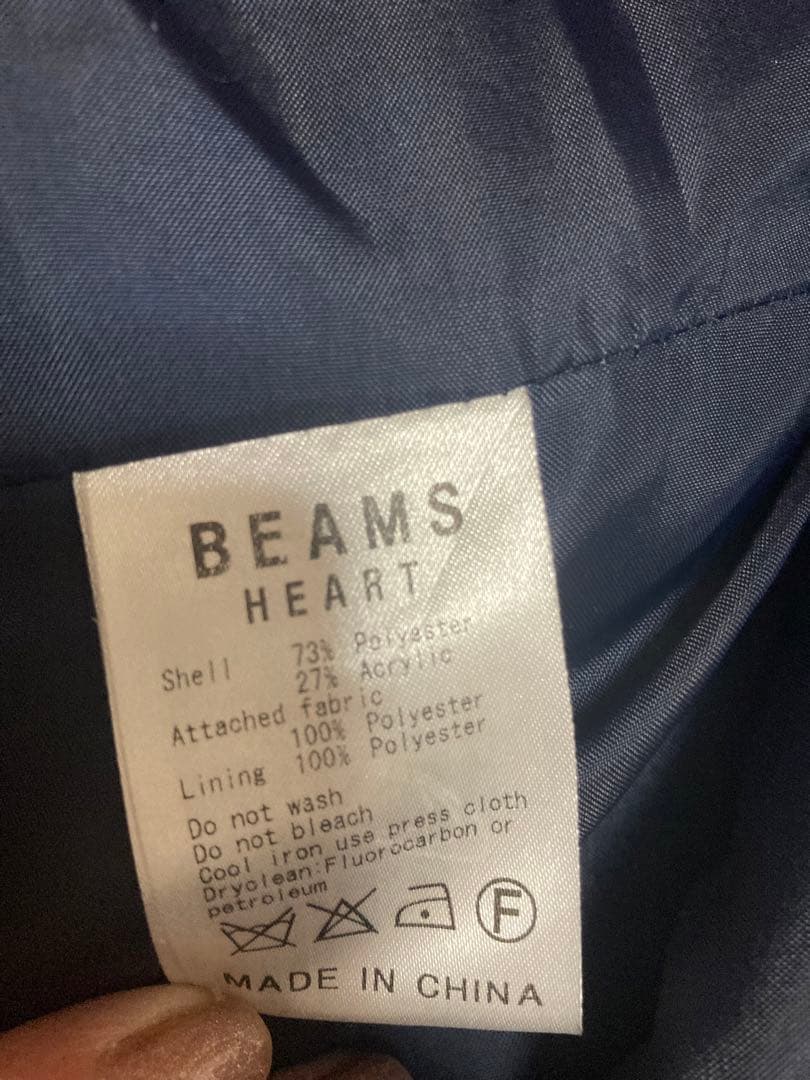 BEAMS
HEART
Shell 73% Polyester
27% Acrylic
Attached fabric
100% Polyester
Lining 100% Polyester
Do not wash
Do not bleach
Cool iron use press cloth
Dryclean:Fluorocarbon or
petroleum
F
MADE IN CHINA